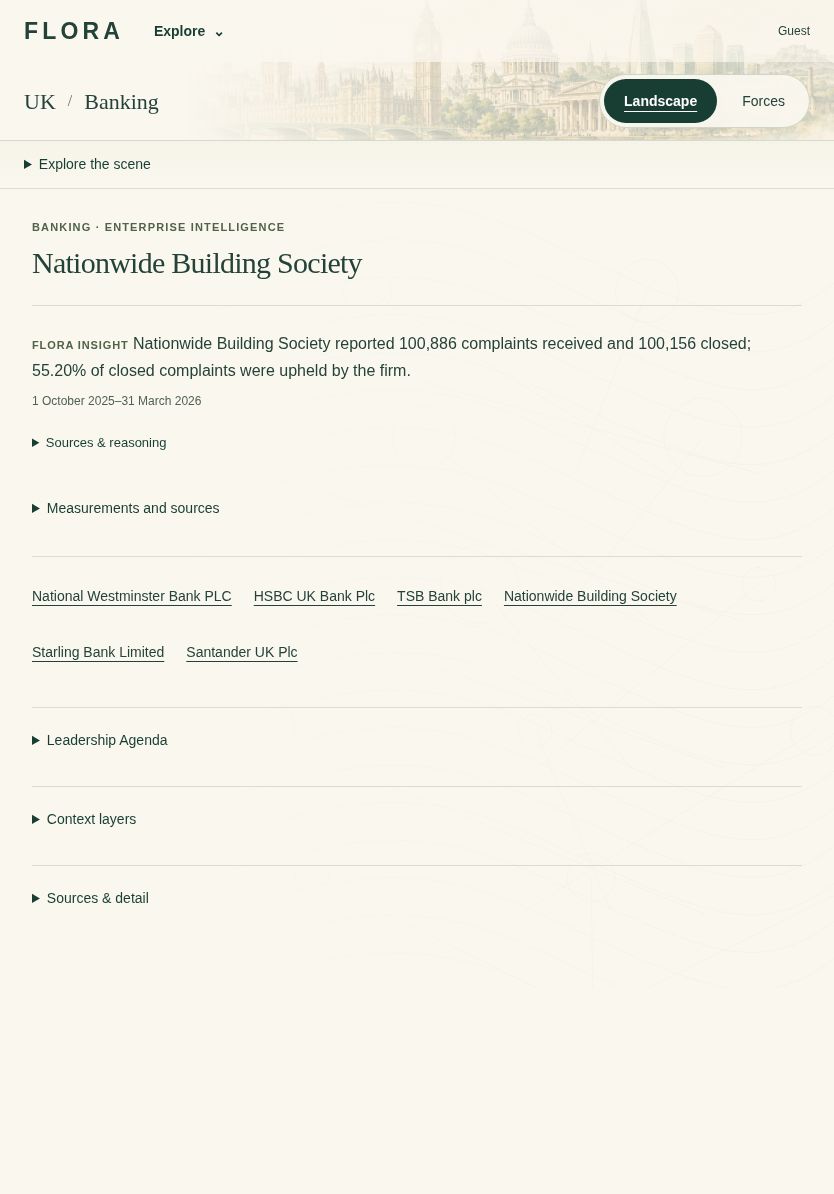 FLORA
Explore
Guest
UK / Banking
Landscape
Forces
Explore the scene
BANKING · ENTERPRISE INTELLIGENCE
Nationwide Building Society
FLORA INSIGHT Nationwide Building Society reported 100,886 complaints received and 100,156 closed;
55.20% of closed complaints were upheld by the firm.
1 October 2025–31 March 2026
Sources & reasoning
Measurements and sources
National Westminster Bank PLC HSBC UK Bank Plc TSB Bank plc Nationwide Building Society
Starling Bank Limited Santander UK Plc
Leadership Agenda
Context layers
Sources & detail